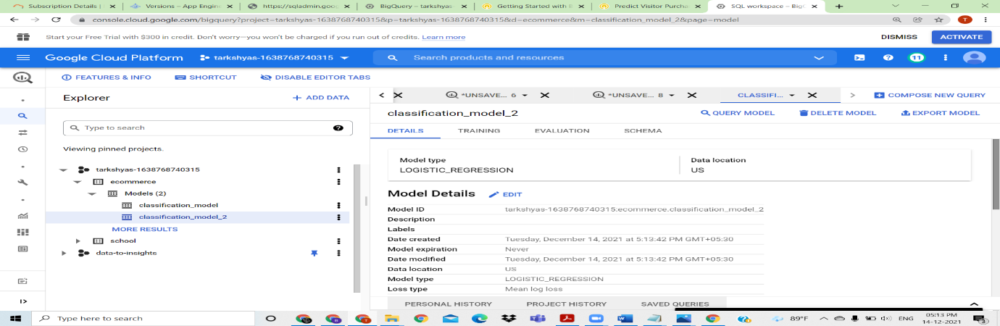 Subscription Details
Versions – App Engin
https://sqladmin.goo
BigQuery – tarkshyas
Getting Started with B
Predict Visitor Purcha
SQL workspace – Big
console.cloud.google.com/bigquery?project=tarkshyas-1638768740315&p=tarkshyas-1638768740315&d=ecommerce&m=classification_model_2&page=model
T
Start your Free Trial with $300 in credit. Don't worry—you won't be charged if you run out of credits. Learn more
DISMISS
ACTIVATE
Google Cloud Platform
tarkshyas-1638768740315
Search products and resources
11
FEATURES & INFO
SHORTCUT
DISABLE EDITOR TABS
Explorer
+ ADD DATA
Type to search
Viewing pinned projects.
tarkshyas-1638768740315
ecommerce
Models (2)
classification_model
classification_model_2
MORE RESULTS
school
data-to-insights
*UNSAVE... 6
*UNSAVE... 8
CLASSIFI...
COMPOSE NEW QUERY
classification_model_2
QUERY MODEL
DELETE MODEL
EXPORT MODEL
DETAILS
TRAINING
EVALUATION
SCHEMA
Model type
LOGISTIC_REGRESSION
Data location
US
Model Details
EDIT
Model ID tarkshyas-1638768740315:ecommerce.classification_model_2
Description
Labels
Date created Tuesday, December 14, 2021 at 5:13:42 PM GMT+05:30
Model expiration Never
Date modified Tuesday, December 14, 2021 at 5:13:42 PM GMT+05:30
Data location US
Model type LOGISTIC_REGRESSION
Loss type Mean log loss
PERSONAL HISTORY
PROJECT HISTORY
SAVED QUERIES
Type here to search
89°F
ENG
05:13 PM
14-12-2021
3